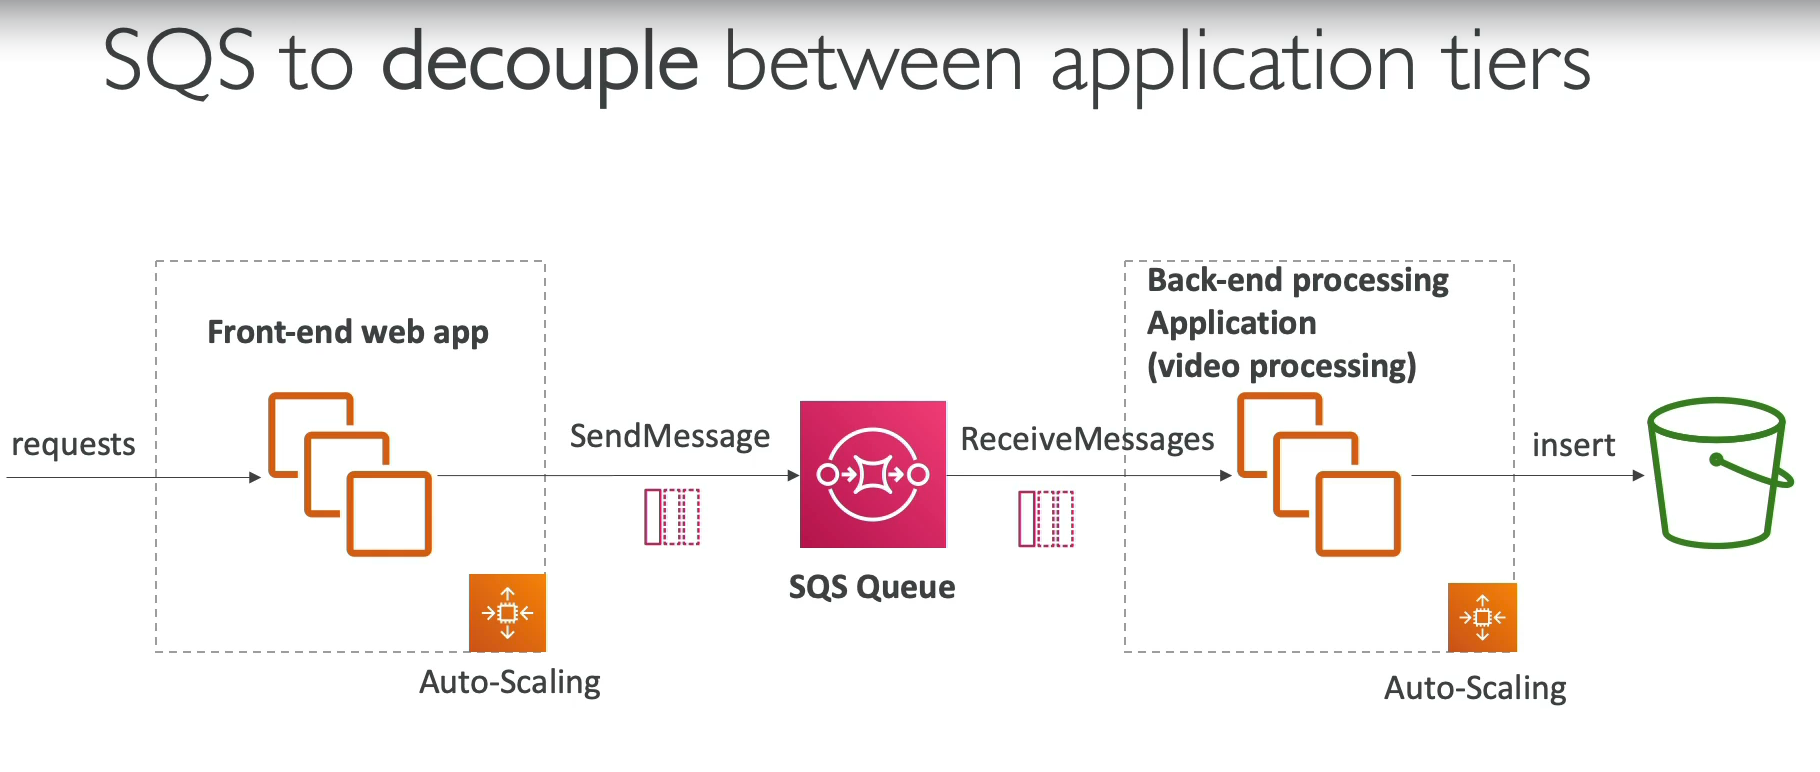 SQS to decouple between application tiers
Back-end processing
Application
(video processing)
Front-end web app
requests
SendMessage
ReceiveMessages
insert
SQS Queue
Auto-Scaling
Auto-Scaling